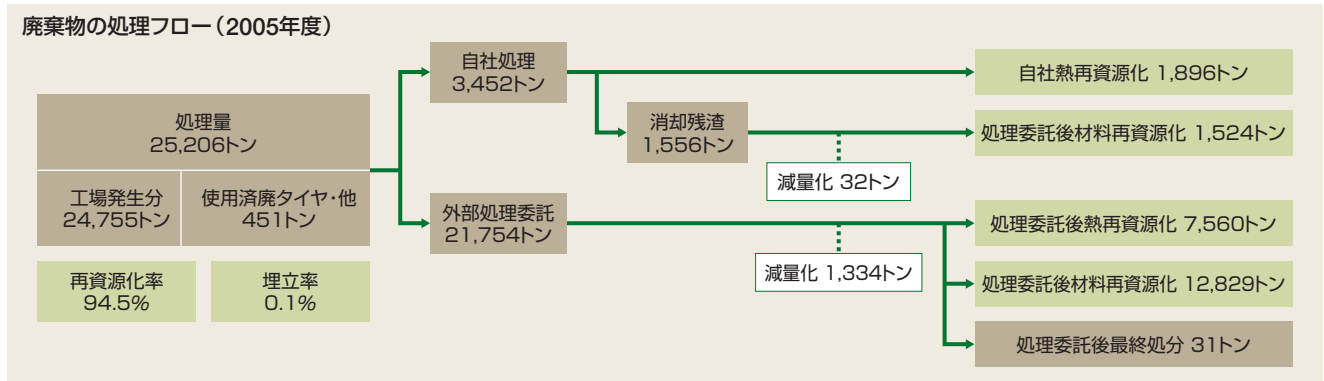 廃棄物の処理フロー（2005年度）
処理量
25,206トン
工場発生分
24,755トン
使用済廃タイヤ・他
451トン
再資源化率
94.5%
埋立率
0.1%
自社処理
3,452トン
消却残渣
1,556トン
減量化 32トン
外部処理委託
21,754トン
減量化 1,334トン
自社熱再資源化 1,896トン
処理委託後材料再資源化 1,524トン
処理委託後熱再資源化 7,560トン
処理委託後材料再資源化 12,829トン
処理委託後最終処分 31トン